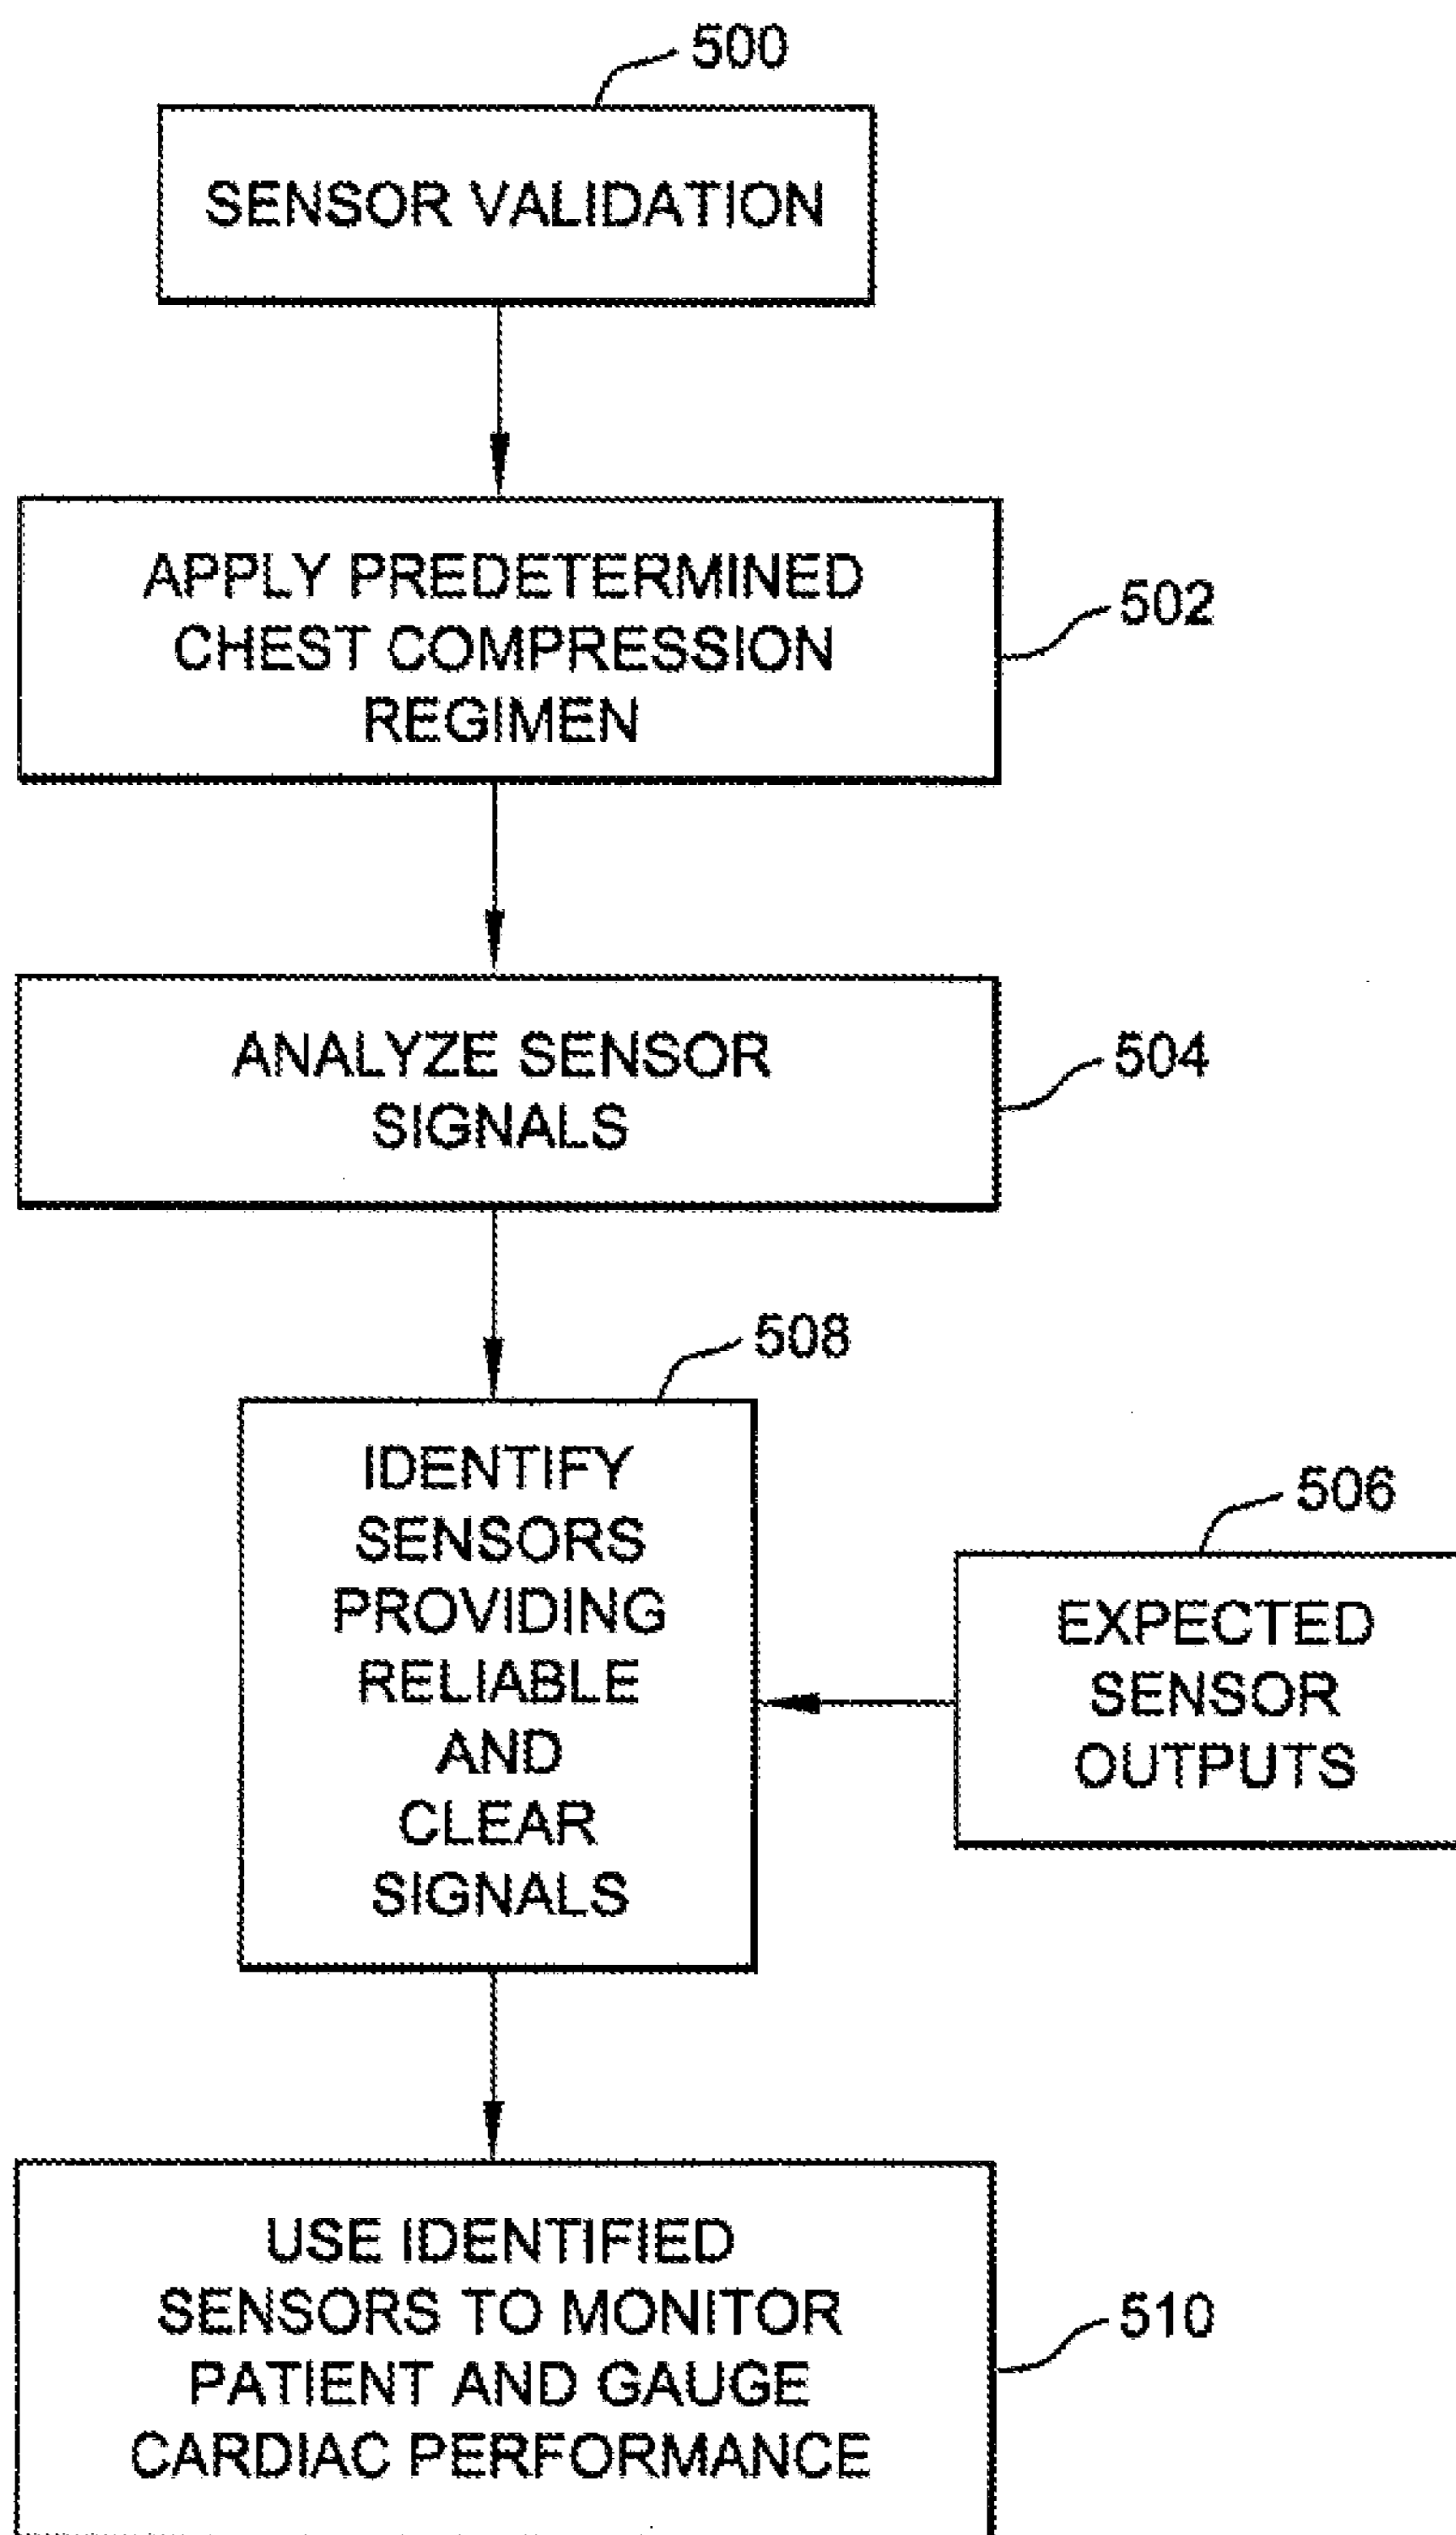 500
SENSOR VALIDATION
APPLY PREDETERMINED
CHEST COMPRESSION
REGIMEN
502
ANALYZE SENSOR
SIGNALS
504
508
IDENTIFY
SENSORS
PROVIDING
RELIABLE
AND
CLEAR
SIGNALS
506
EXPECTED
SENSOR
OUTPUTS
USE IDENTIFIED
SENSORS TO MONITOR
PATIENT AND GAUGE
CARDIAC PERFORMANCE
510